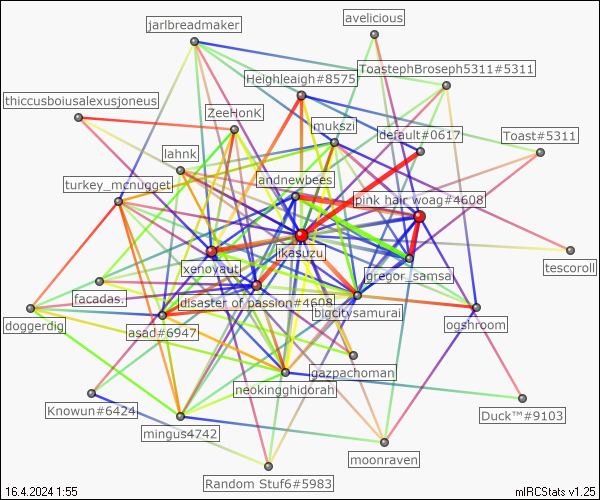 avelicious
jarlbreadmaker
ToastephBroseph5311#5311
Heighleaigh#8575
thiccusboiusalexusjoneus
ZeeHonK
jmukszi
default#0617
Toast#5311
lahnk
andnewbees
turkey_mcnugget
pink hair woag#4608
jikasuzu
xenoyaut
gregor_samsa
tescoroll
facadas.
disaster of passion#4608
bigcitysamurai
doggerdig
asad#6947
ogshroom
gazpachoman
neokingghidorah
Knowun#6424
Duck™#9103
mingus4742
moonraven
Random Stuf6#5983
16.4.2024 1:55
mIRCStats v1.25